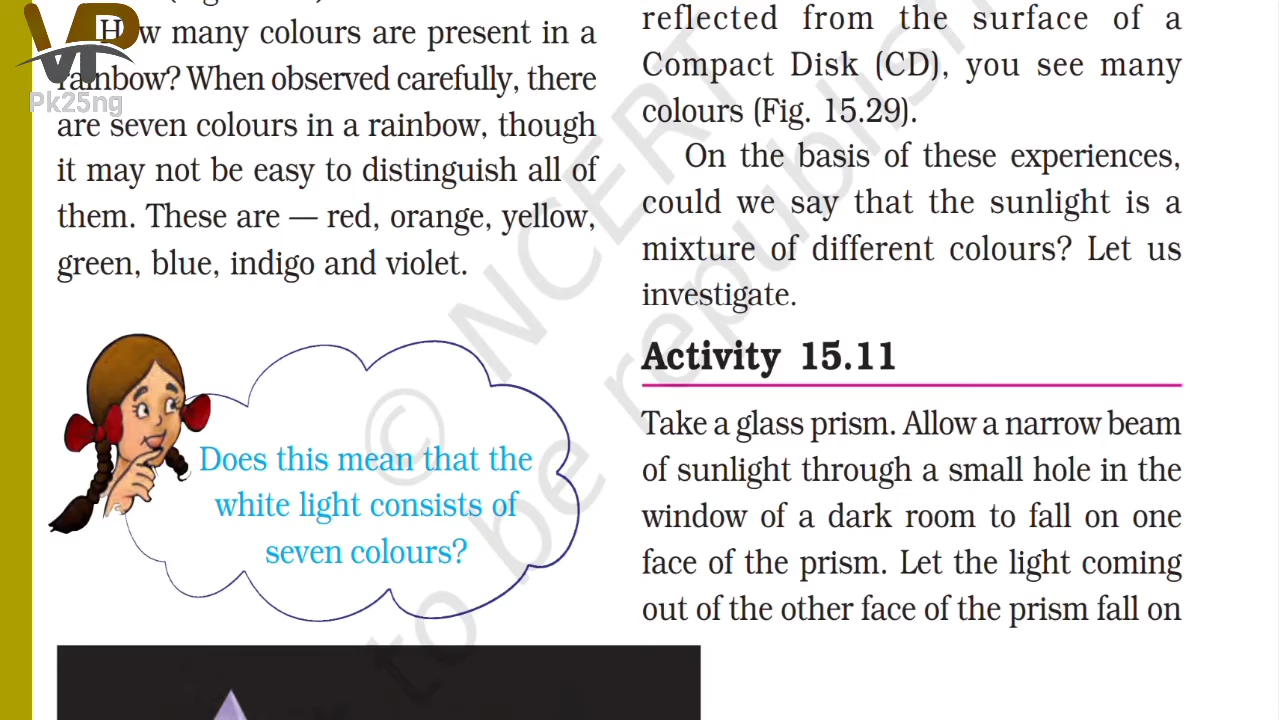 VP
Pk25ng
How many colours are present in a
rainbow? When observed carefully, there
are seven colours in a rainbow, though
it may not be easy to distinguish all of
them. These are — red, orange, yellow,
green, blue, indigo and violet.
Does this mean that the
white light consists of
seven colours?
reflected from the surface of a
Compact Disk (CD), you see many
colours (Fig. 15.29).
On the basis of these experiences,
could we say that the sunlight is a
mixture of different colours? Let us
investigate.
Activity 15.11
Take a glass prism. Allow a narrow beam
of sunlight through a small hole in the
window of a dark room to fall on one
face of the prism. Let the light coming
out of the other face of the prism fall on
© NCERT
to be republish